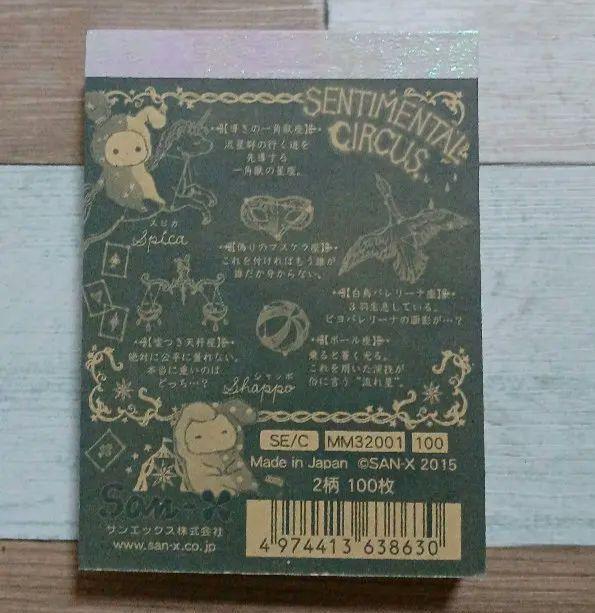 SENTIMENTAL
CIRCUS
【導きの一角獣座】
流星群の行く道を
先導する
一角獣の星座。
スピカ
Spica
【偽りのマスケラ座】
これを付ければもう誰が
誰だか分からない。
【白鳥バレリーナ座】
3羽生息している。
ピヨバレリーナの面影が…?
【嘘つき天秤座】
絶対に公平に量れない。
本当に重いのは
どっち…?
【ボール座】
乗ると蒼く光る。
これを用いた演技が
俗に言う"流れ星"
シャッポ
Shappo
SE/C MM32001 100
Made in Japan ©SAN-X 2015
2柄 100枚
San-X
サンエックス株式会社
www.san-x.co.jp
4 974413 638630